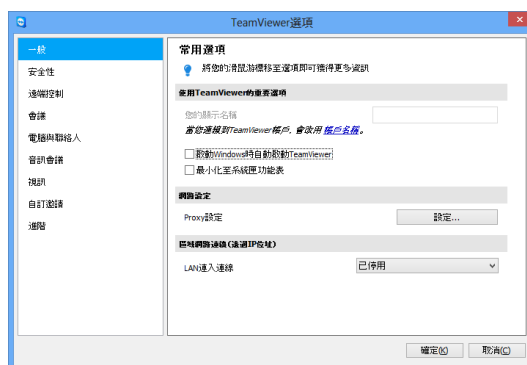 TeamViewer選項
一般
安全性
遠端控制
會議
電腦與聯絡人
音訊會議
視訊
自訂邀請
進階
常用選項
將您的滑鼠游標移至選項即可獲得更多資訊
使用TeamViewer的重要選項
您的顯示名稱
當您連線到TeamViewer帳戶, 會改用 帳戶名稱。
啟動Windows時自動啟動TeamViewer
最小化至系統匣功能表
網路設定
Proxy設定
設定...
區域網路連線(透過IP位址)
LAN連入連線
已停用
確定(O)
取消(C)